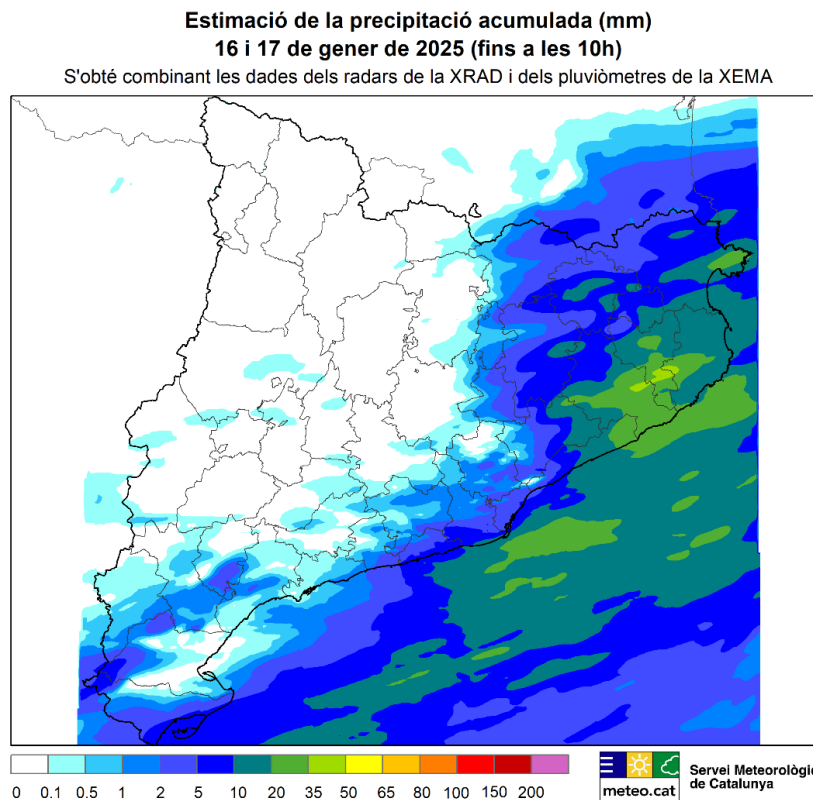 Estimació de la precipitació acumulada (mm)
16 i 17 de gener de 2025 (fins a les 10h)
S'obté combinant les dades dels radars de la XRAD i dels pluviòmetres de la XEMA
0 0.1 0.5 1 2 5 10 20 35 50 65 80 100 150 200
meteo.cat
Servei Meteorològic
de Catalunya